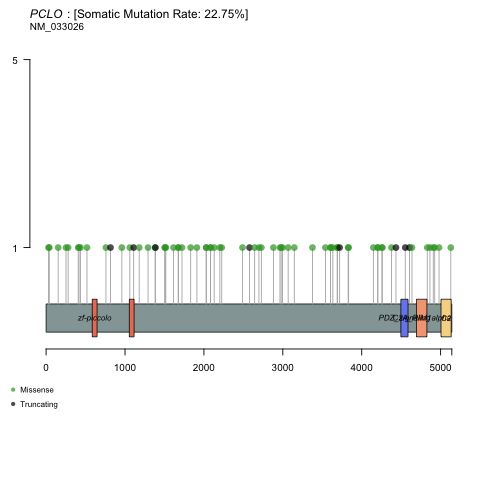 PCLO : [Somatic Mutation Rate: 22.75%]
NM_033026
5
1
zf-piccolo
0 1000 2000 3000 4000 5000
Missense
Truncating